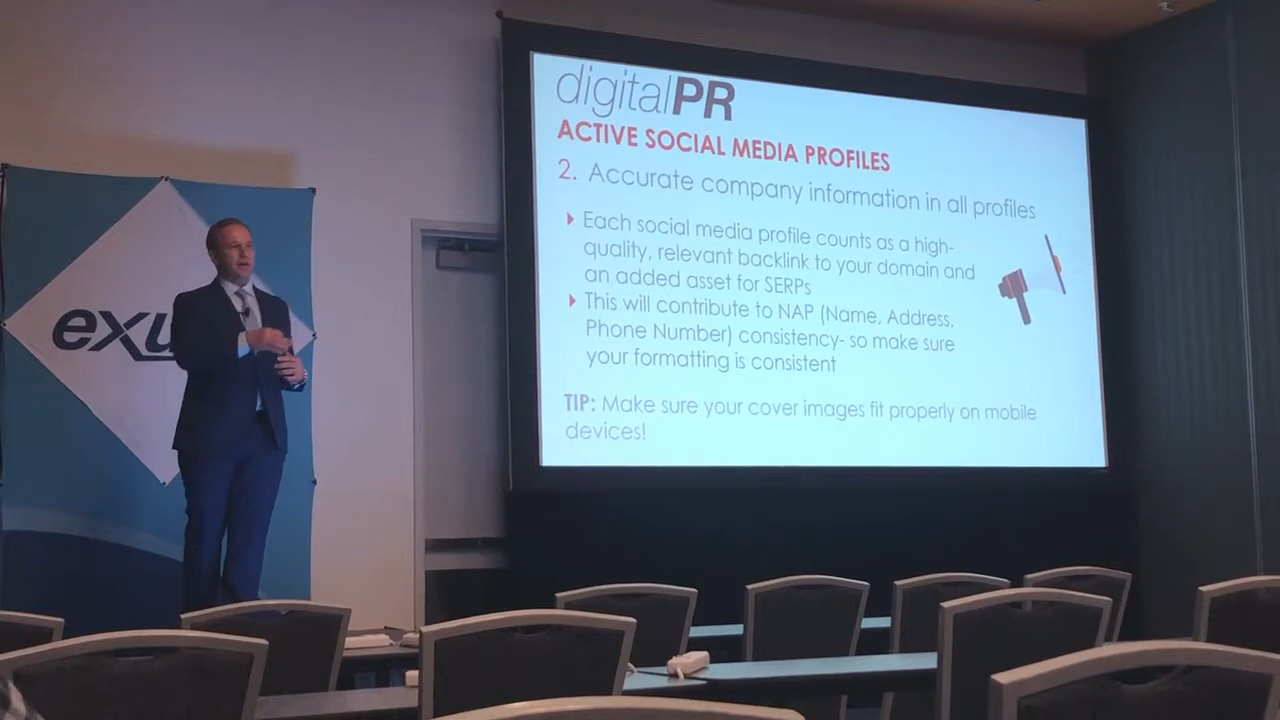 digitalPR
ACTIVE SOCIAL MEDIA PROFILES
2. Accurate company information in all profiles
Each social media profile counts as a high-
quality, relevant backlink to your domain and
an added asset for SERPs
This will contribute to NAP (Name, Address,
Phone Number) consistency- so make sure
your formatting is consistent
TIP: Make sure your cover images fit properly on mobile
devices!
exu